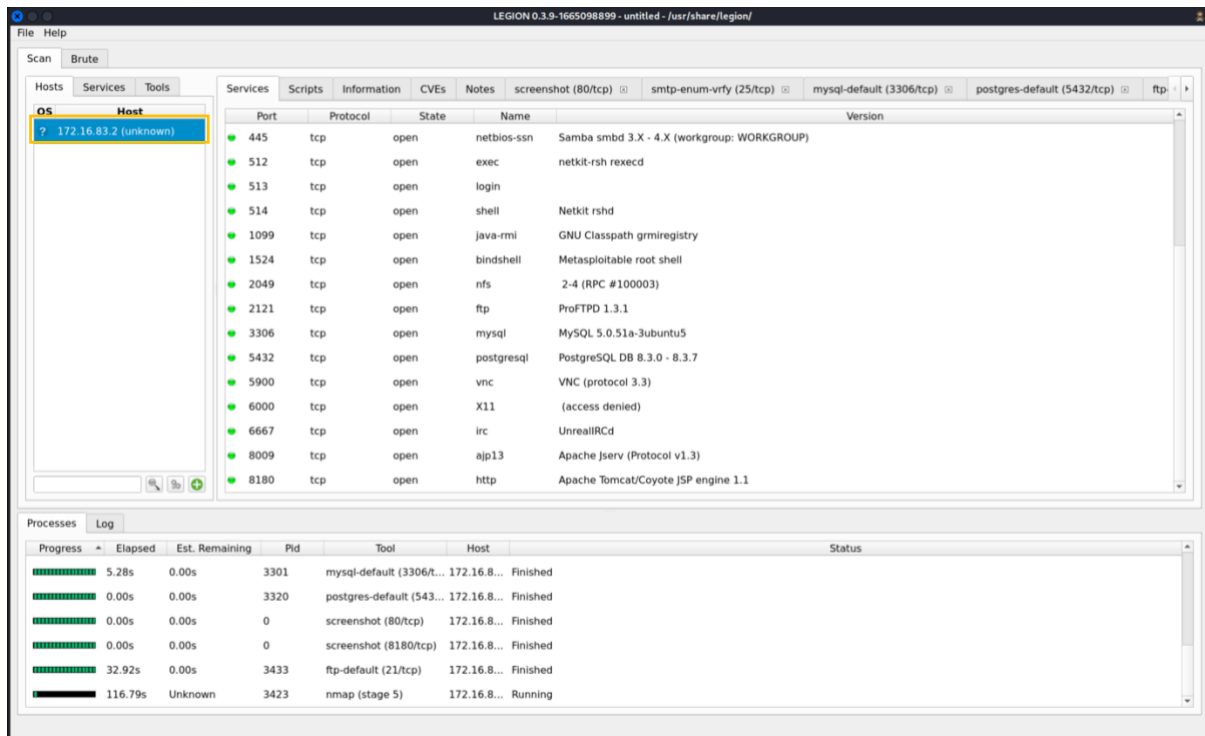 LEGION 0.3.9-1665098899 - untitled - /usr/share/legion/
File Help
Scan Brute
Hosts Services Tools
Services Scripts Information CVEs Notes screenshot (80/tcp) smtp-enum-vrfy (25/tcp) mysql-default (3306/tcp) postgres-default (5432/tcp) ftp-
OS Host
? 172.16.83.2 (unknown)
Port Protocol State Name Version
445 tcp open netbios-ssn Samba smbd 3.X - 4.X (workgroup: WORKGROUP)
512 tcp open exec netkit-rsh rexecd
513 tcp open login
514 tcp open shell Netkit rshd
1099 tcp open java-rmi GNU Classpath grmiregistry
1524 tcp open bindshell Metasploitable root shell
2049 tcp open nfs 2-4 (RPC #100003)
2121 tcp open ftp ProFTPD 1.3.1
3306 tcp open mysql MySQL 5.0.51a-3ubuntu5
5432 tcp open postgresql PostgreSQL DB 8.3.0 - 8.3.7
5900 tcp open vnc VNC (protocol 3.3)
6000 tcp open X11 (access denied)
6667 tcp open irc UnrealIRCd
8009 tcp open ajp13 Apache Jserv (Protocol v1.3)
8180 tcp open http Apache Tomcat/Coyote JSP engine 1.1
Processes Log
Progress Elapsed Est. Remaining Pid Tool Host Status
5.28s 0.00s 3301 mysql-default (3306/t... 172.16.8... Finished
0.00s 0.00s 3320 postgres-default (543... 172.16.8... Finished
0.00s 0.00s 0 screenshot (80/tcp) 172.16.8... Finished
0.00s 0.00s 0 screenshot (8180/tcp) 172.16.8... Finished
32.92s 0.00s 3433 ftp-default (21/tcp) 172.16.8... Finished
116.79s Unknown 3423 nmap (stage 5) 172.16.8... Running